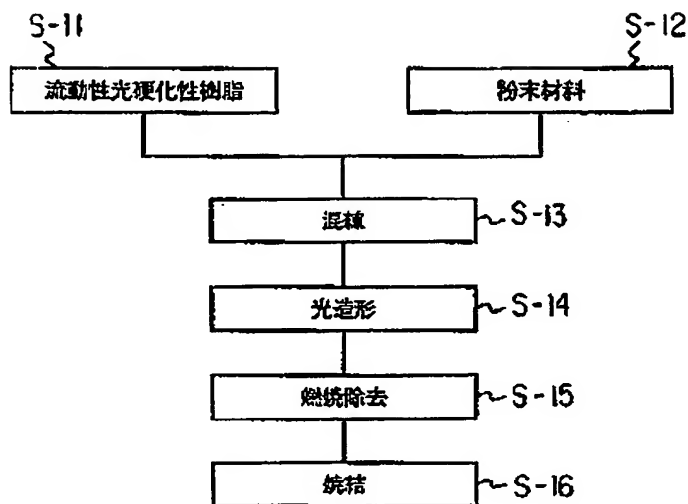 S-11
S-12
流動性光硬化性樹脂
粉末材料
混練
S-13
光造形
S-14
燃焼除去
S-15
焼結
S-16